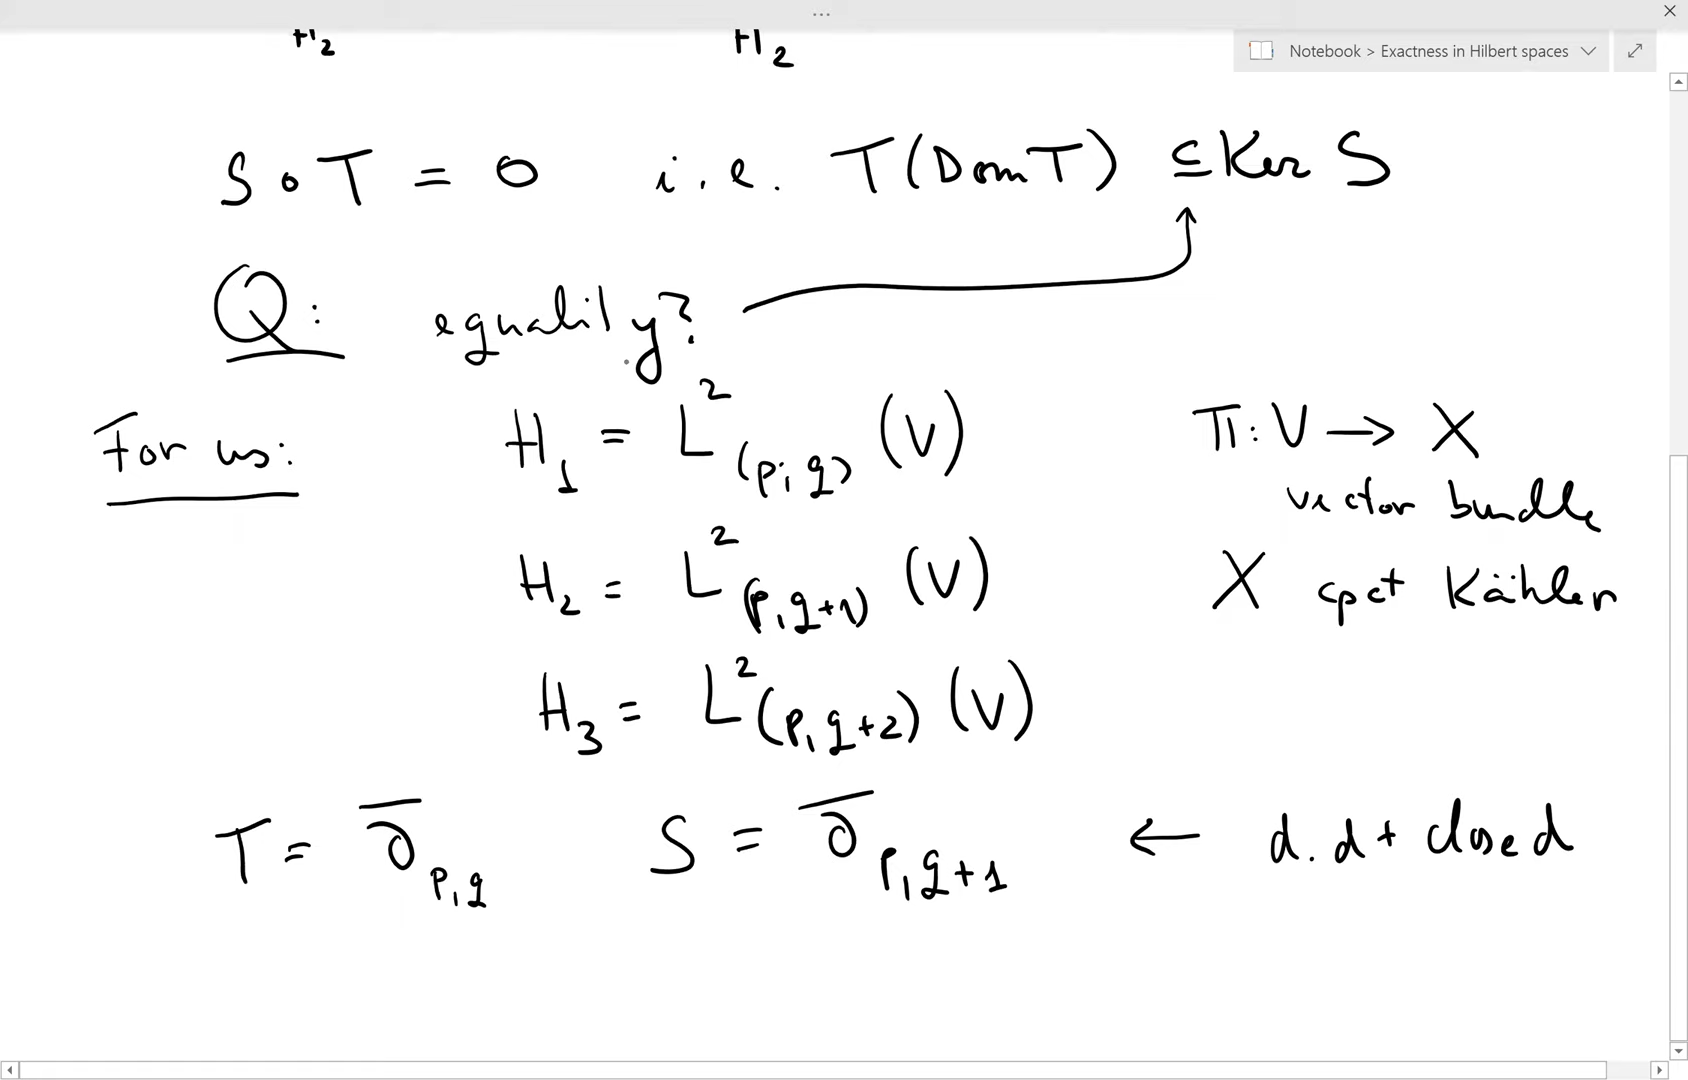 ...
Notebook > Exactness in Hilbert spaces
H₂ H₂
S ∘ T = 0 i.e. T(Dom T) ⊆ Ker S
Q: equality?
For us: H₁ = L²₍p,q₎ (V) π: V → X
vector bundle
H₂ = L²₍p,q+1₎ (V) X cpct Kähler
H₃ = L²₍p,q+2₎ (V)
T = ∂̄ p,q S = ∂̄ p,q+1 ← d.d + closed